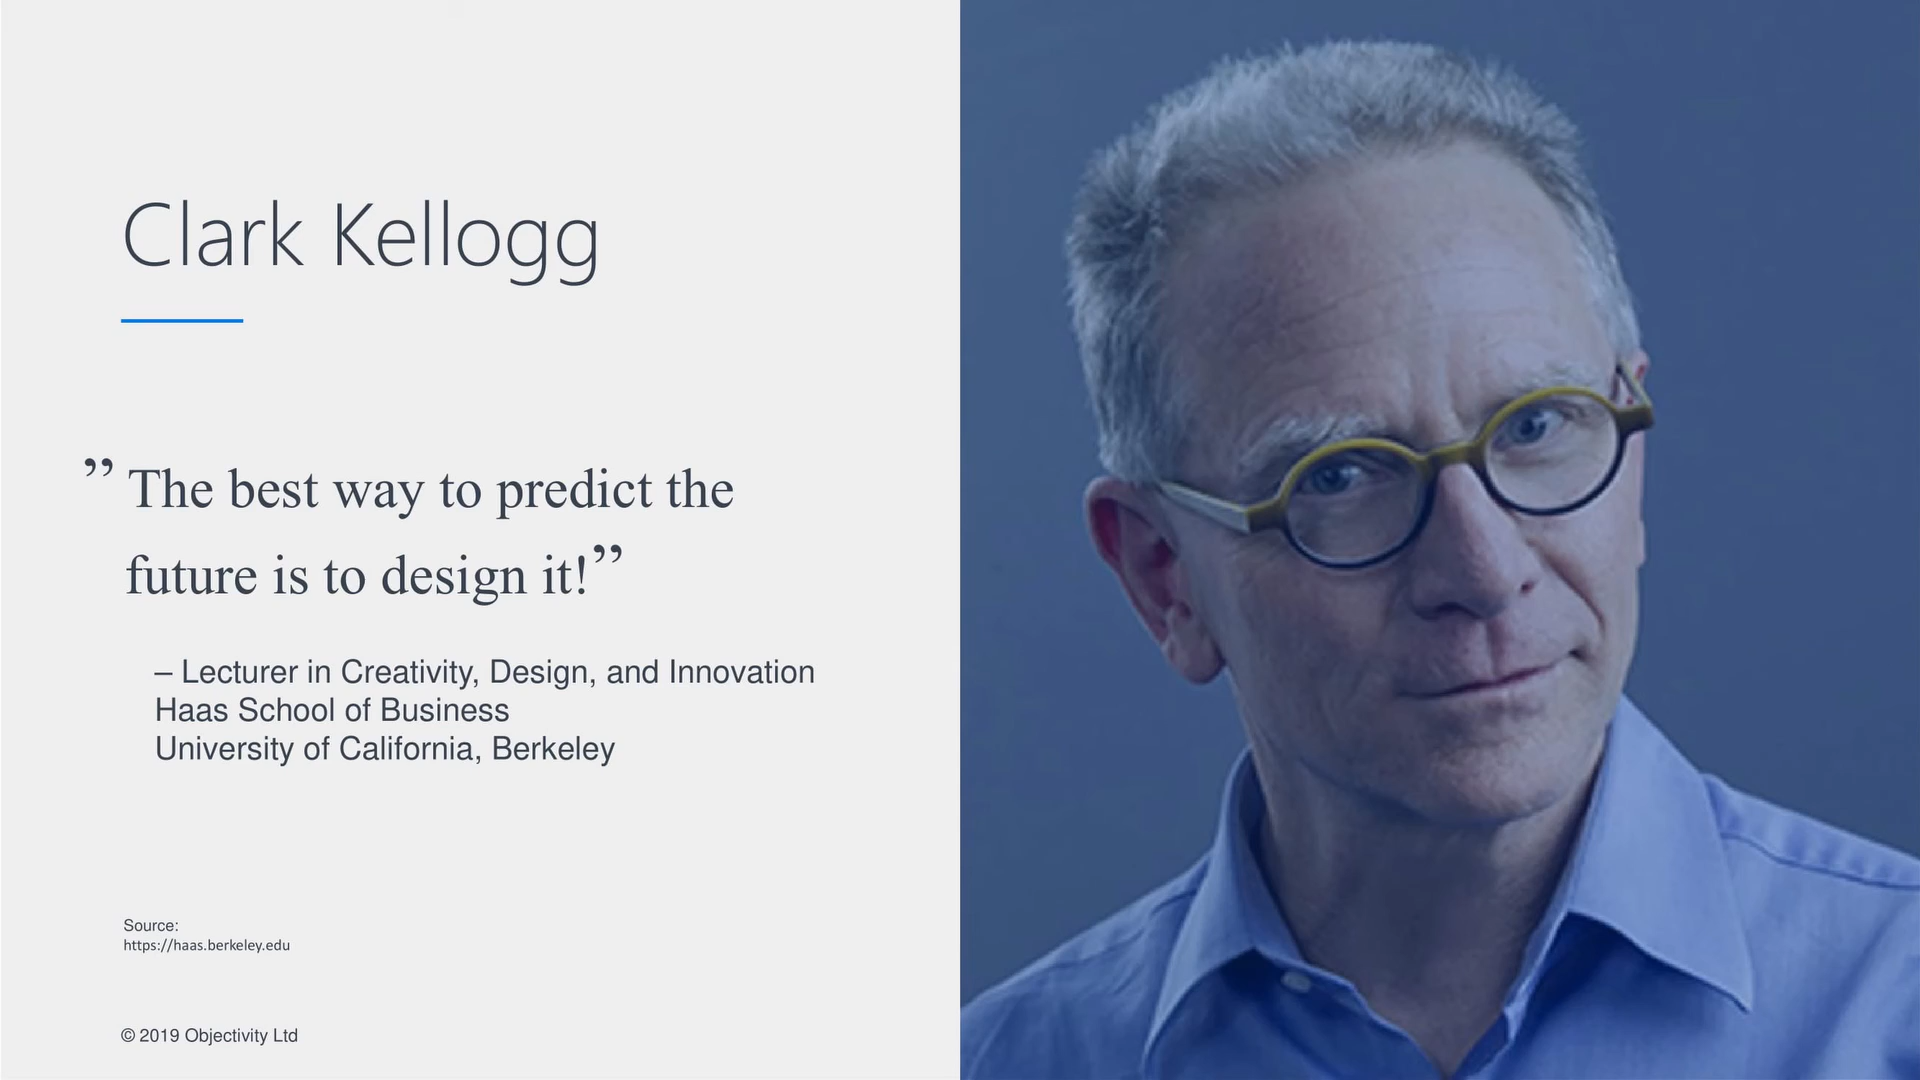 Clark Kellogg
” The best way to predict the
future is to design it!”
– Lecturer in Creativity, Design, and Innovation
Haas School of Business
University of California, Berkeley
Source:
https://haas.berkeley.edu
© 2019 Objectivity Ltd